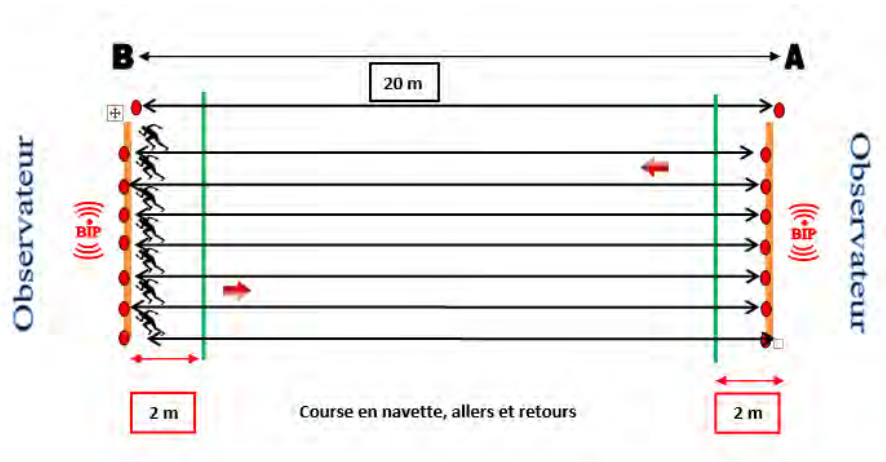 B
A
20 m
Observateur
Observateur
BIP
BIP
2 m
Course en navette, allers et retours
2 m